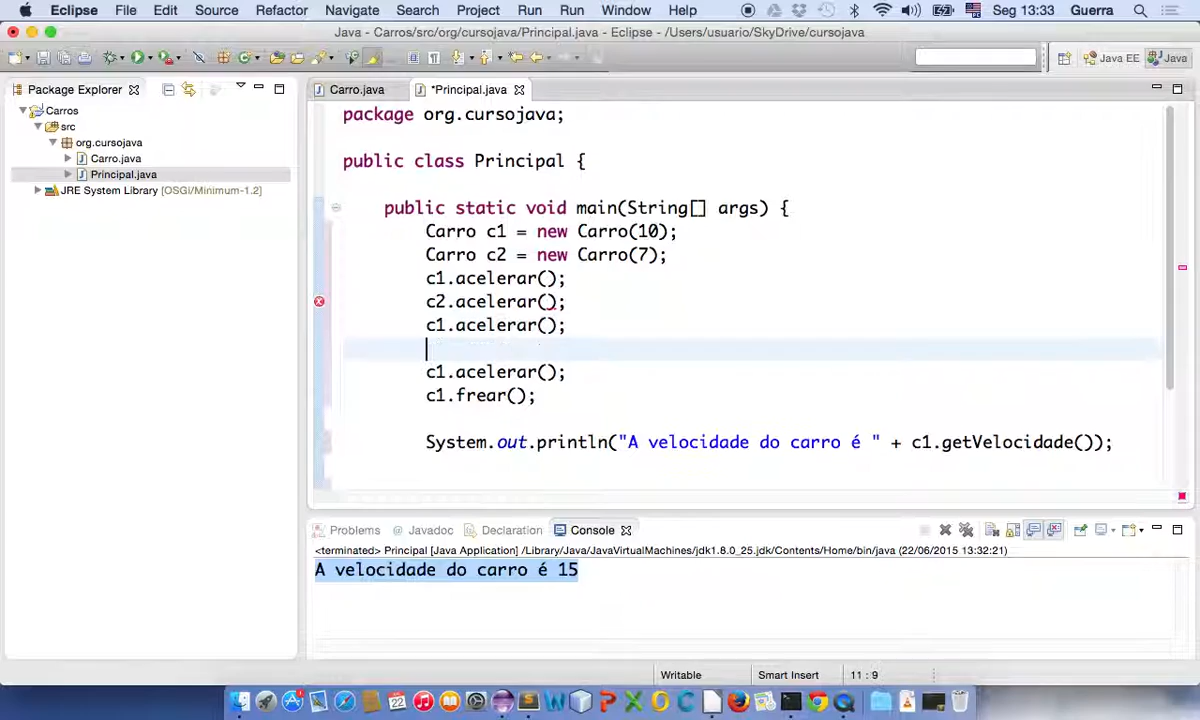 Eclipse File Edit Source Refactor Navigate Search Project Run Run Window Help Seg 13:33 Guerra
Java - Carros/src/org/cursojava/Principal.java - Eclipse - /Users/usuario/SkyDrive/cursojava
Java EE Java
Package Explorer
Carros
src
org.cursojava
Carro.java
Principal.java
JRE System Library [OSGi/Minimum-1.2]
Carro.java *Principal.java
package org.cursojava;
public class Principal {
public static void main(String[] args) {
Carro c1 = new Carro(10);
Carro c2 = new Carro(7);
c1.acelerar();
c2.acelerar();
c1.acelerar();
c1.acelerar();
c1.frear();
System.out.println("A velocidade do carro é " + c1.getVelocidade());
Problems Javadoc Declaration Console
<terminated> Principal [Java Application] /Library/Java/JavaVirtualMachines/jdk1.8.0_25.jdk/Contents/Home/bin/java (22/06/2015 13:32:21)
A velocidade do carro é 15
Writable Smart Insert 11 : 9